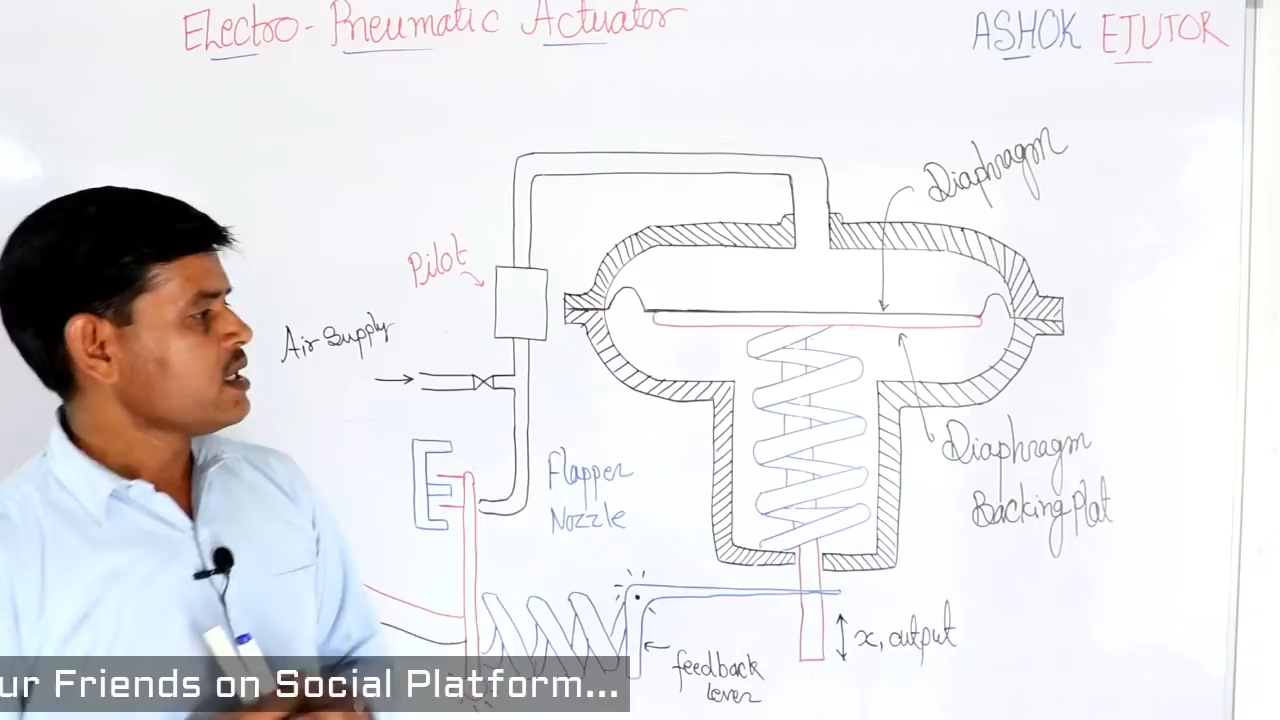 Electro-Pneumatic Actuator
ASHOK EJUTOR
Diaphragm
Pilot
Air Supply
Flapper
Nozzle
Diaphragm
Backing Plat
x, output
feedback
lever
ur Friends on Social Platform...